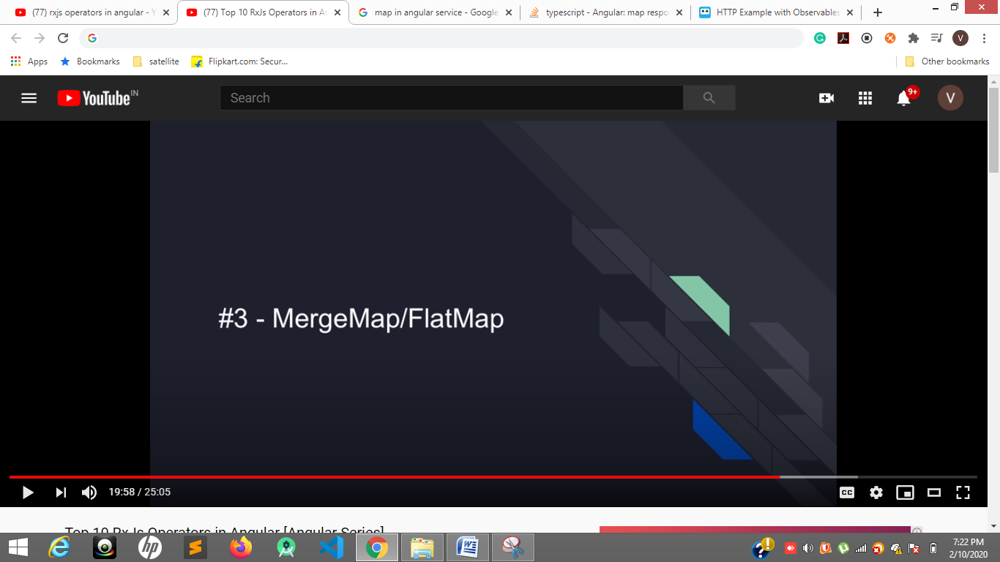 (77) rxjs operators in angular - Y
(77) Top 10 RxJs Operators in A
map in angular service - Google
typescript - Angular: map respo
HTTP Example with Observables
V
Apps
Bookmarks
satellite
Flipkart.com: Secur...
Other bookmarks
YouTube IN
Search
9+
V
#3 - MergeMap/FlatMap
19:58 / 25:05
CC
Top 10 RxJs Operators in Angular [Angular Series]
hp
W
7:22 PM
2/10/2020